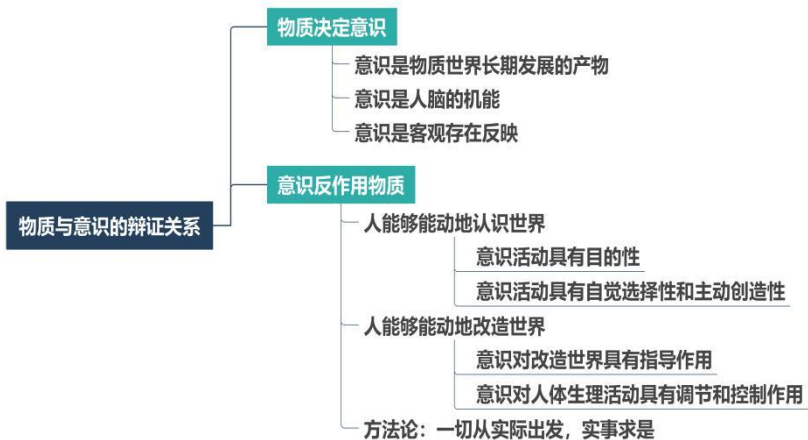 物质决定意识
意识是物质世界长期发展的产物
意识是人脑的机能
意识是客观存在反映
意识反作用物质
物质与意识的辩证关系
人能够能动地认识世界
意识活动具有目的性
意识活动具有自觉选择性和主动创造性
人能够能动地改造世界
意识对改造世界具有指导作用
意识对人体生理活动具有调节和控制作用
方法论：一切从实际出发，实事求是